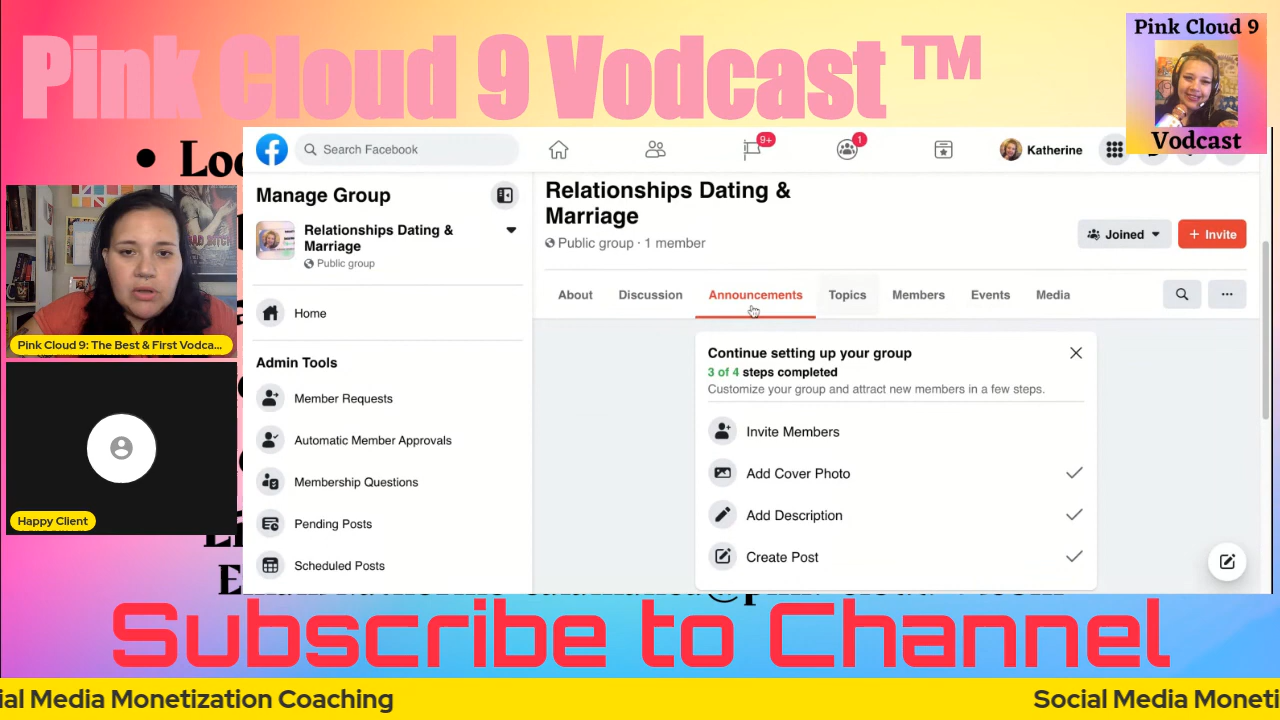 Pink Cloud 9 Vodcast ™
Pink Cloud 9
Vodcast
• Loc
Search Facebook
9+
1
Katherine
Manage Group
Relationships Dating &
Marriage
Public group
Home
Admin Tools
Member Requests
Automatic Member Approvals
Membership Questions
Pending Posts
Scheduled Posts
Relationships Dating &
Marriage
Public group · 1 member
Joined
+ Invite
About
Discussion
Announcements
Topics
Members
Events
Media
Continue setting up your group
3 of 4 steps completed
Customize your group and attract new members in a few steps.
Invite Members
Add Cover Photo
Add Description
Create Post
Pink Cloud 9: The Best & First Vodca...
Happy Client
Subscribe to Channel
ial Media Monetization Coaching
Social Media Moneti